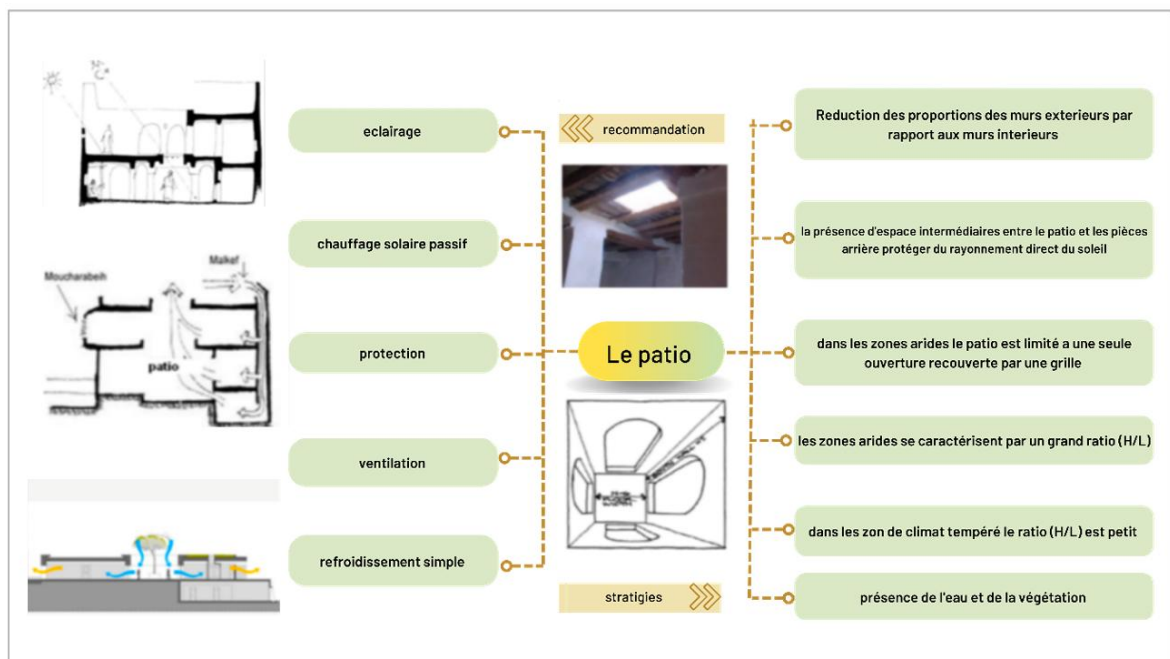 eclairage
chauffage solaire passif
protection
ventilation
refroidissement simple
Moucharabeih
Malkef
patio
recommandation
Le patio
stratigies
Reduction des proportions des murs exterieurs par
rapport aux murs interieurs
la présence d'espace intermédiaires entre le patio et les pièces
arrière protéger du rayonnement direct du soleil
dans les zones arides le patio est limité a une seule
ouverture recouverte par une grille
les zones arides se caractérisent par un grand ratio (H/L)
dans les zon de climat tempéré le ratio (H/L) est petit
présence de l'eau et de la végétation